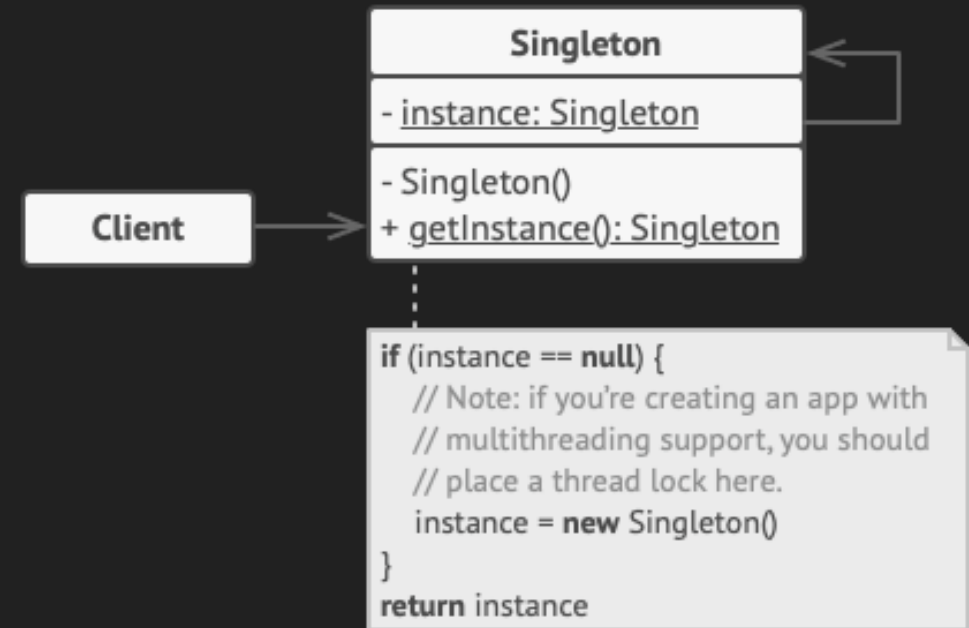 Singleton
- instance: Singleton
- Singleton()
+ getInstance(): Singleton
Client
if (instance == null) {
// Note: if you're creating an app with
// multithreading support, you should
// place a thread lock here.
instance = new Singleton()
}
return instance